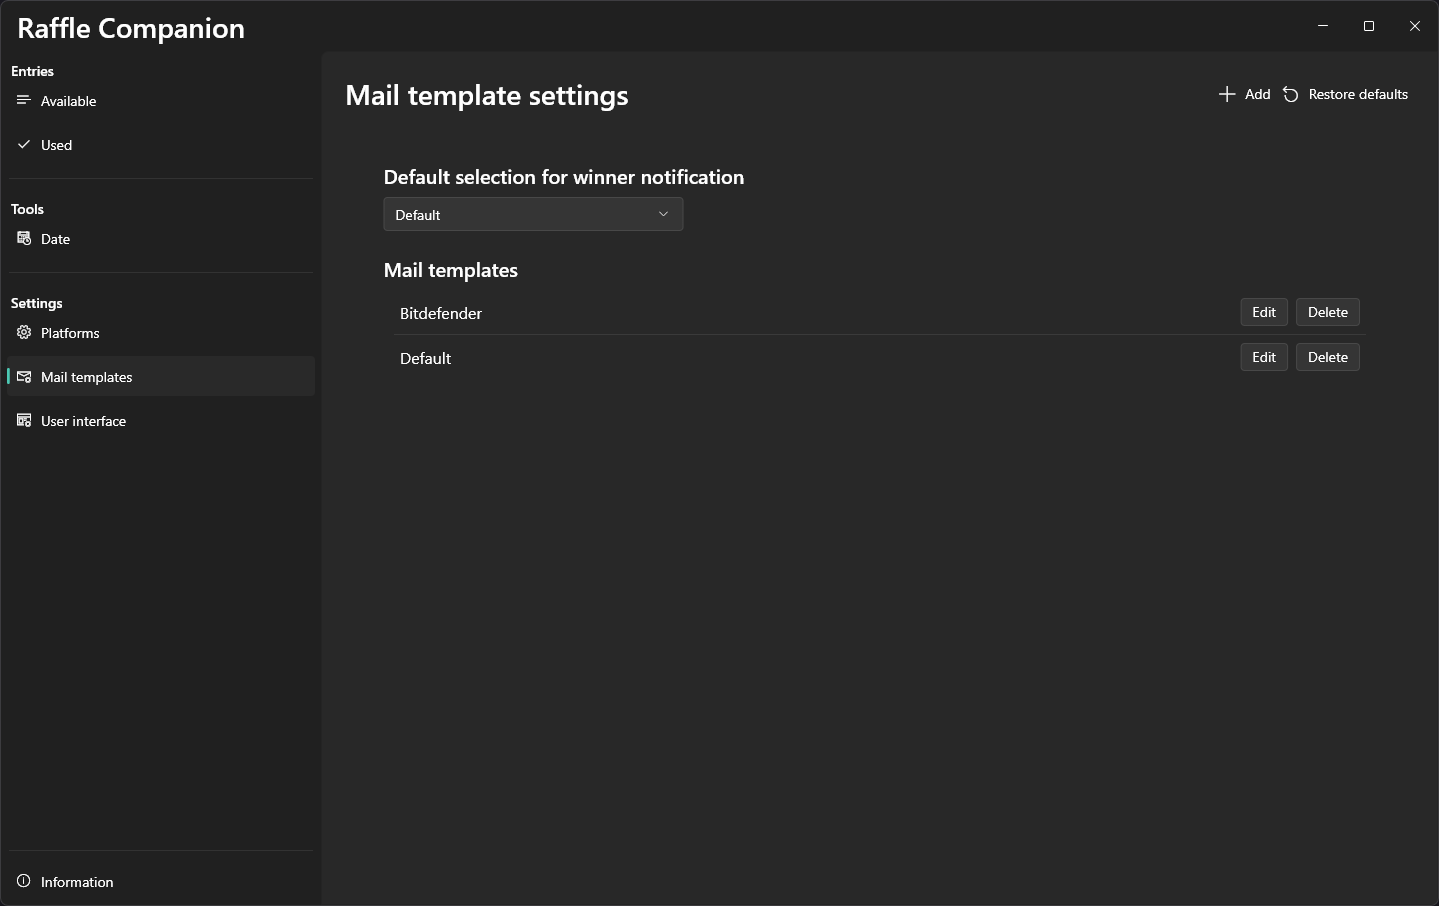 Raffle Companion
Entries
Available
Used
Tools
Date
Settings
Platforms
Mail templates
User interface
Information
Mail template settings
Add Restore defaults
Default selection for winner notification
Default
Mail templates
Bitdefender Edit Delete
Default Edit Delete